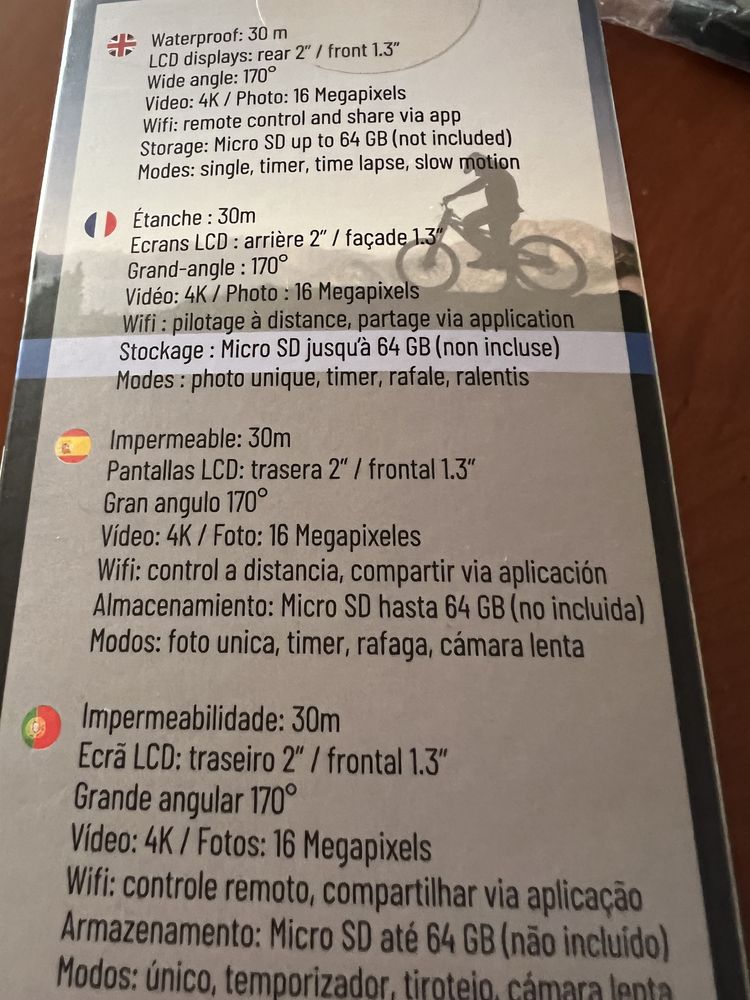 Waterproof: 30 m
LCD displays: rear 2” / front 1.3”
Wide angle: 170°
Video: 4K / Photo: 16 Megapixels
Wifi: remote control and share via app
Storage: Micro SD up to 64 GB (not included)
Modes: single, timer, time lapse, slow motion
Étanche : 30m
Ecrans LCD : arrière 2” / façade 1.3”
Grand-angle : 170°
Vidéo: 4K / Photo : 16 Megapixels
Wifi : pilotage à distance, partage via application
Stockage : Micro SD jusqu'à 64 GB (non incluse)
Modes : photo unique, timer, rafale, ralentis
Impermeable: 30m
Pantallas LCD: trasera 2” / frontal 1.3”
Gran angulo 170°
Vídeo: 4K / Foto: 16 Megapixeles
Wifi: control a distancia, compartir via aplicación
Almacenamiento: Micro SD hasta 64 GB (no incluida)
Modos: foto unica, timer, rafaga, cámara lenta
Impermeabilidade: 30m
Ecrã LCD: traseiro 2” / frontal 1.3”
Grande angular 170°
Vídeo: 4K / Fotos: 16 Megapixels
Wifi: controle remoto, compartilhar via aplicação
Armazenamento: Micro SD até 64 GB (não incluído)
Modos: único, temporizador, tiroteio, cámara lenta